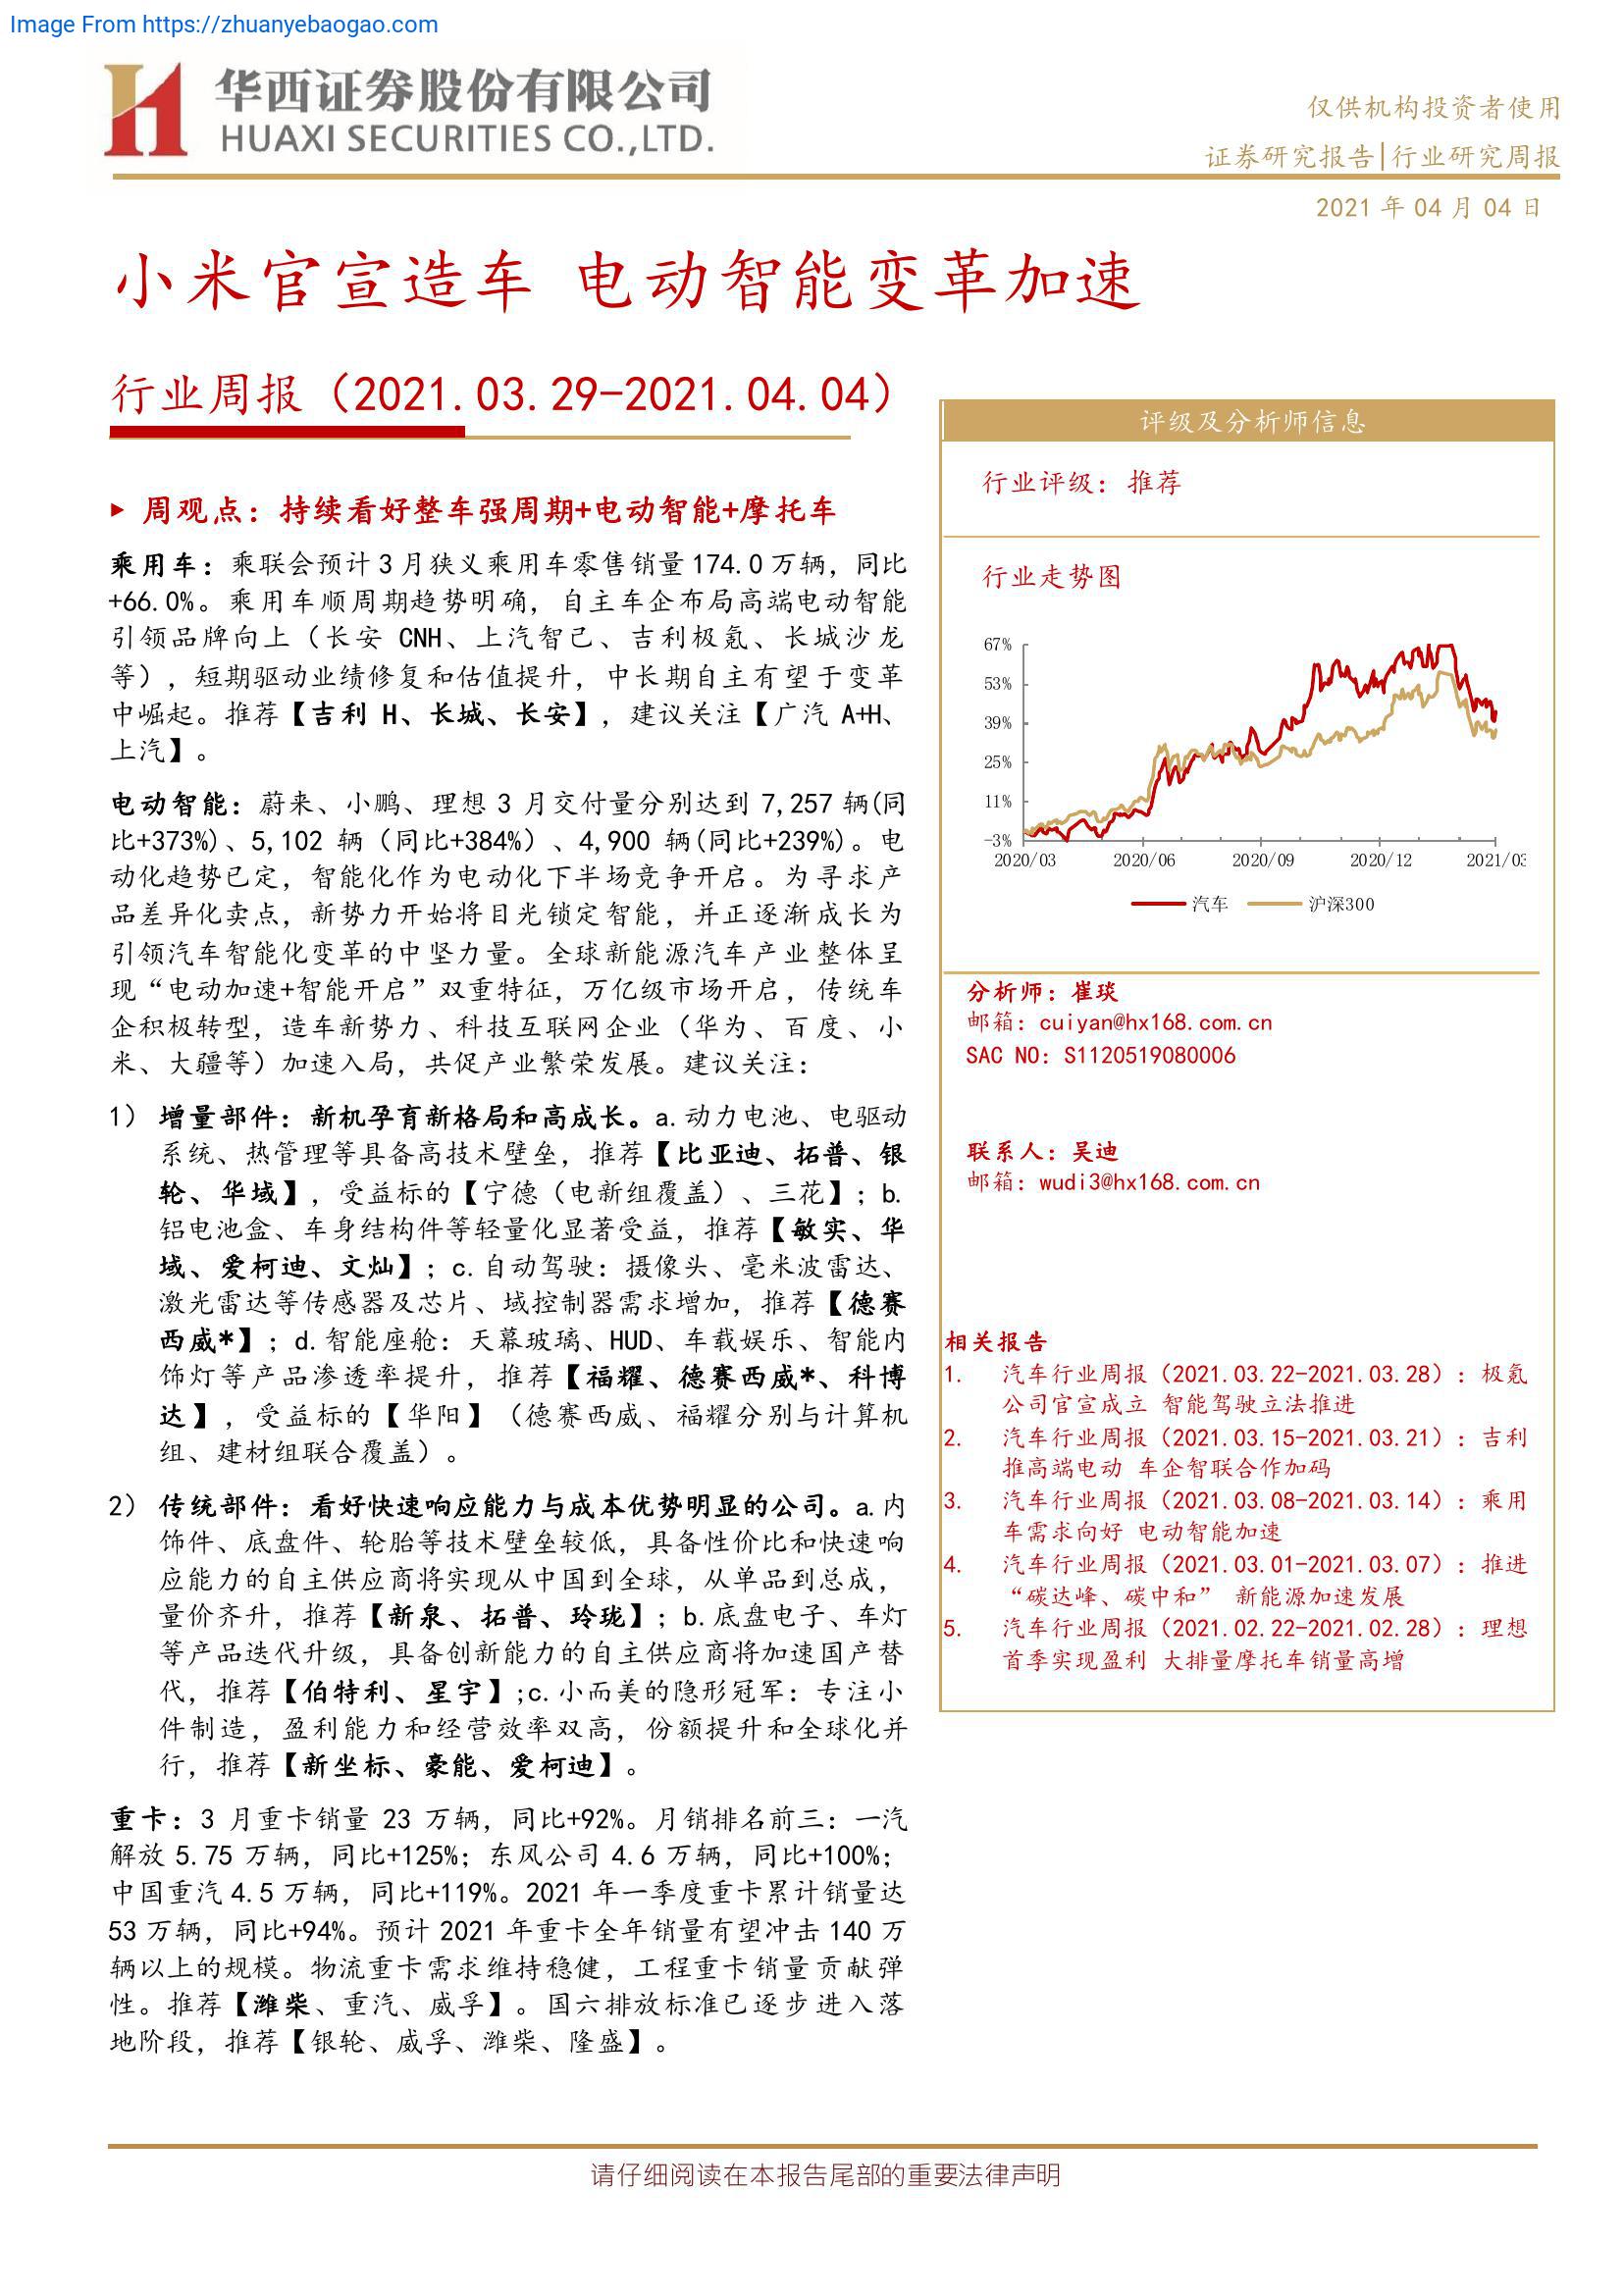 Image From https://zhuanyebaogao.com
华西证券股份有限公司
HUAXI SECURITIES CO.,LTD.
仅供机构投资者使用
证券研究报告|行业研究周报
2021 年 04 月 04 日
小米官宣造车 电动智能变革加速
行业周报（2021.03.29-2021.04.04）
周观点：持续看好整车强周期+电动智能+摩托车
乘用车：乘联会预计 3 月狭义乘用车零售销量 174.0 万辆，同比
+66.0%。乘用车顺周期趋势明确，自主车企布局高端电动智能
引领品牌向上（长安 CNH、上汽智己、吉利极氪、长城沙龙
等），短期驱动业绩修复和估值提升，中长期自主有望于变革
中崛起。推荐【吉利 H、长城、长安】，建议关注【广汽 A+H、
上汽】。
电动智能：蔚来、小鹏、理想 3 月交付量分别达到 7,257 辆(同
比+373%)、5,102 辆（同比+384%）、4,900 辆(同比+239%)。电
动化趋势已定，智能化作为电动化下半场竞争开启。为寻求产
品差异化卖点，新势力开始将目光锁定智能，并正逐渐成长为
引领汽车智能化变革的中坚力量。全球新能源汽车产业整体呈
现“电动加速+智能开启”双重特征，万亿级市场开启，传统车
企积极转型，造车新势力、科技互联网企业（华为、百度、小
米、大疆等）加速入局，共促产业繁荣发展。建议关注：
1） 增量部件：新机孕育新格局和高成长。a.动力电池、电驱动
系统、热管理等具备高技术壁垒，推荐【比亚迪、拓普、银
轮、华域】，受益标的【宁德（电新组覆盖）、三花】；b.
铝电池盒、车身结构件等轻量化显著受益，推荐【敏实、华
域、爱柯迪、文灿】；c.自动驾驶：摄像头、毫米波雷达、
激光雷达等传感器及芯片、域控制器需求增加，推荐【德赛
西威*】；d.智能座舱：天幕玻璃、HUD、车载娱乐、智能内
饰灯等产品渗透率提升，推荐【福耀、德赛西威*、科博
达】，受益标的【华阳】（德赛西威、福耀分别与计算机
组、建材组联合覆盖）。
2） 传统部件：看好快速响应能力与成本优势明显的公司。a.内
饰件、底盘件、轮胎等技术壁垒较低，具备性价比和快速响
应能力的自主供应商将实现从中国到全球，从单品到总成，
量价齐升，推荐【新泉、拓普、玲珑】；b.底盘电子、车灯
等产品迭代升级，具备创新能力的自主供应商将加速国产替
代，推荐【伯特利、星宇】;c.小而美的隐形冠军：专注小
件制造，盈利能力和经营效率双高，份额提升和全球化并
行，推荐【新坐标、豪能、爱柯迪】。
重卡：3 月重卡销量 23 万辆，同比+92%。月销排名前三：一汽
解放 5.75 万辆，同比+125%；东风公司 4.6 万辆，同比+100%；
中国重汽 4.5 万辆，同比+119%。2021 年一季度重卡累计销量达
53 万辆，同比+94%。预计 2021 年重卡全年销量有望冲击 140 万
辆以上的规模。物流重卡需求维持稳健，工程重卡销量贡献弹
性。推荐【潍柴、重汽、威孚】。国六排放标准已逐步进入落
地阶段，推荐【银轮、威孚、潍柴、隆盛】。
评级及分析师信息
行业评级：推荐
行业走势图
67%
53%
39%
25%
11%
-3%
2020/03 2020/06 2020/09 2020/12 2021/03
汽车 沪深300
分析师：崔琰
邮箱：cuiyan@hx168.com.cn
SAC NO：S1120519080006
联系人：吴迪
邮箱：wudi3@hx168.com.cn
相关报告
1. 汽车行业周报（2021.03.22-2021.03.28）：极氪
公司官宣成立 智能驾驶立法推进
2. 汽车行业周报（2021.03.15-2021.03.21）：吉利
推高端电动 车企智联合作加码
3. 汽车行业周报（2021.03.08-2021.03.14）：乘用
车需求向好 电动智能加速
4. 汽车行业周报（2021.03.01-2021.03.07）：推进
“碳达峰、碳中和” 新能源加速发展
5. 汽车行业周报（2021.02.22-2021.02.28）：理想
首季实现盈利 大排量摩托车销量高增
请仔细阅读在本报告尾部的重要法律声明